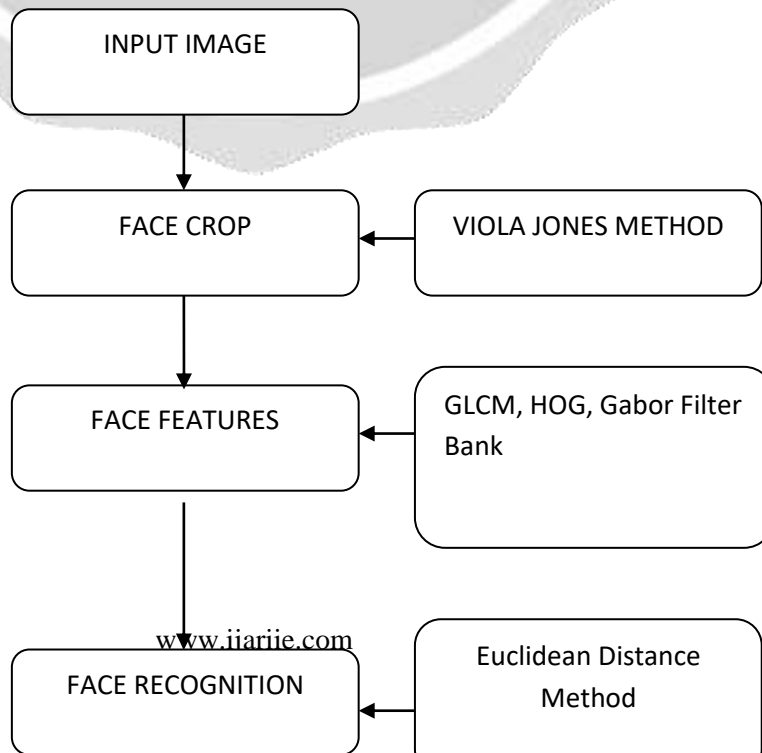 INPUT IMAGE
FACE CROP
VIOLA JONES METHOD
FACE FEATURES
GLCM, HOG, Gabor Filter
Bank
www.ijariie.com
FACE RECOGNITION
Euclidean Distance
Method